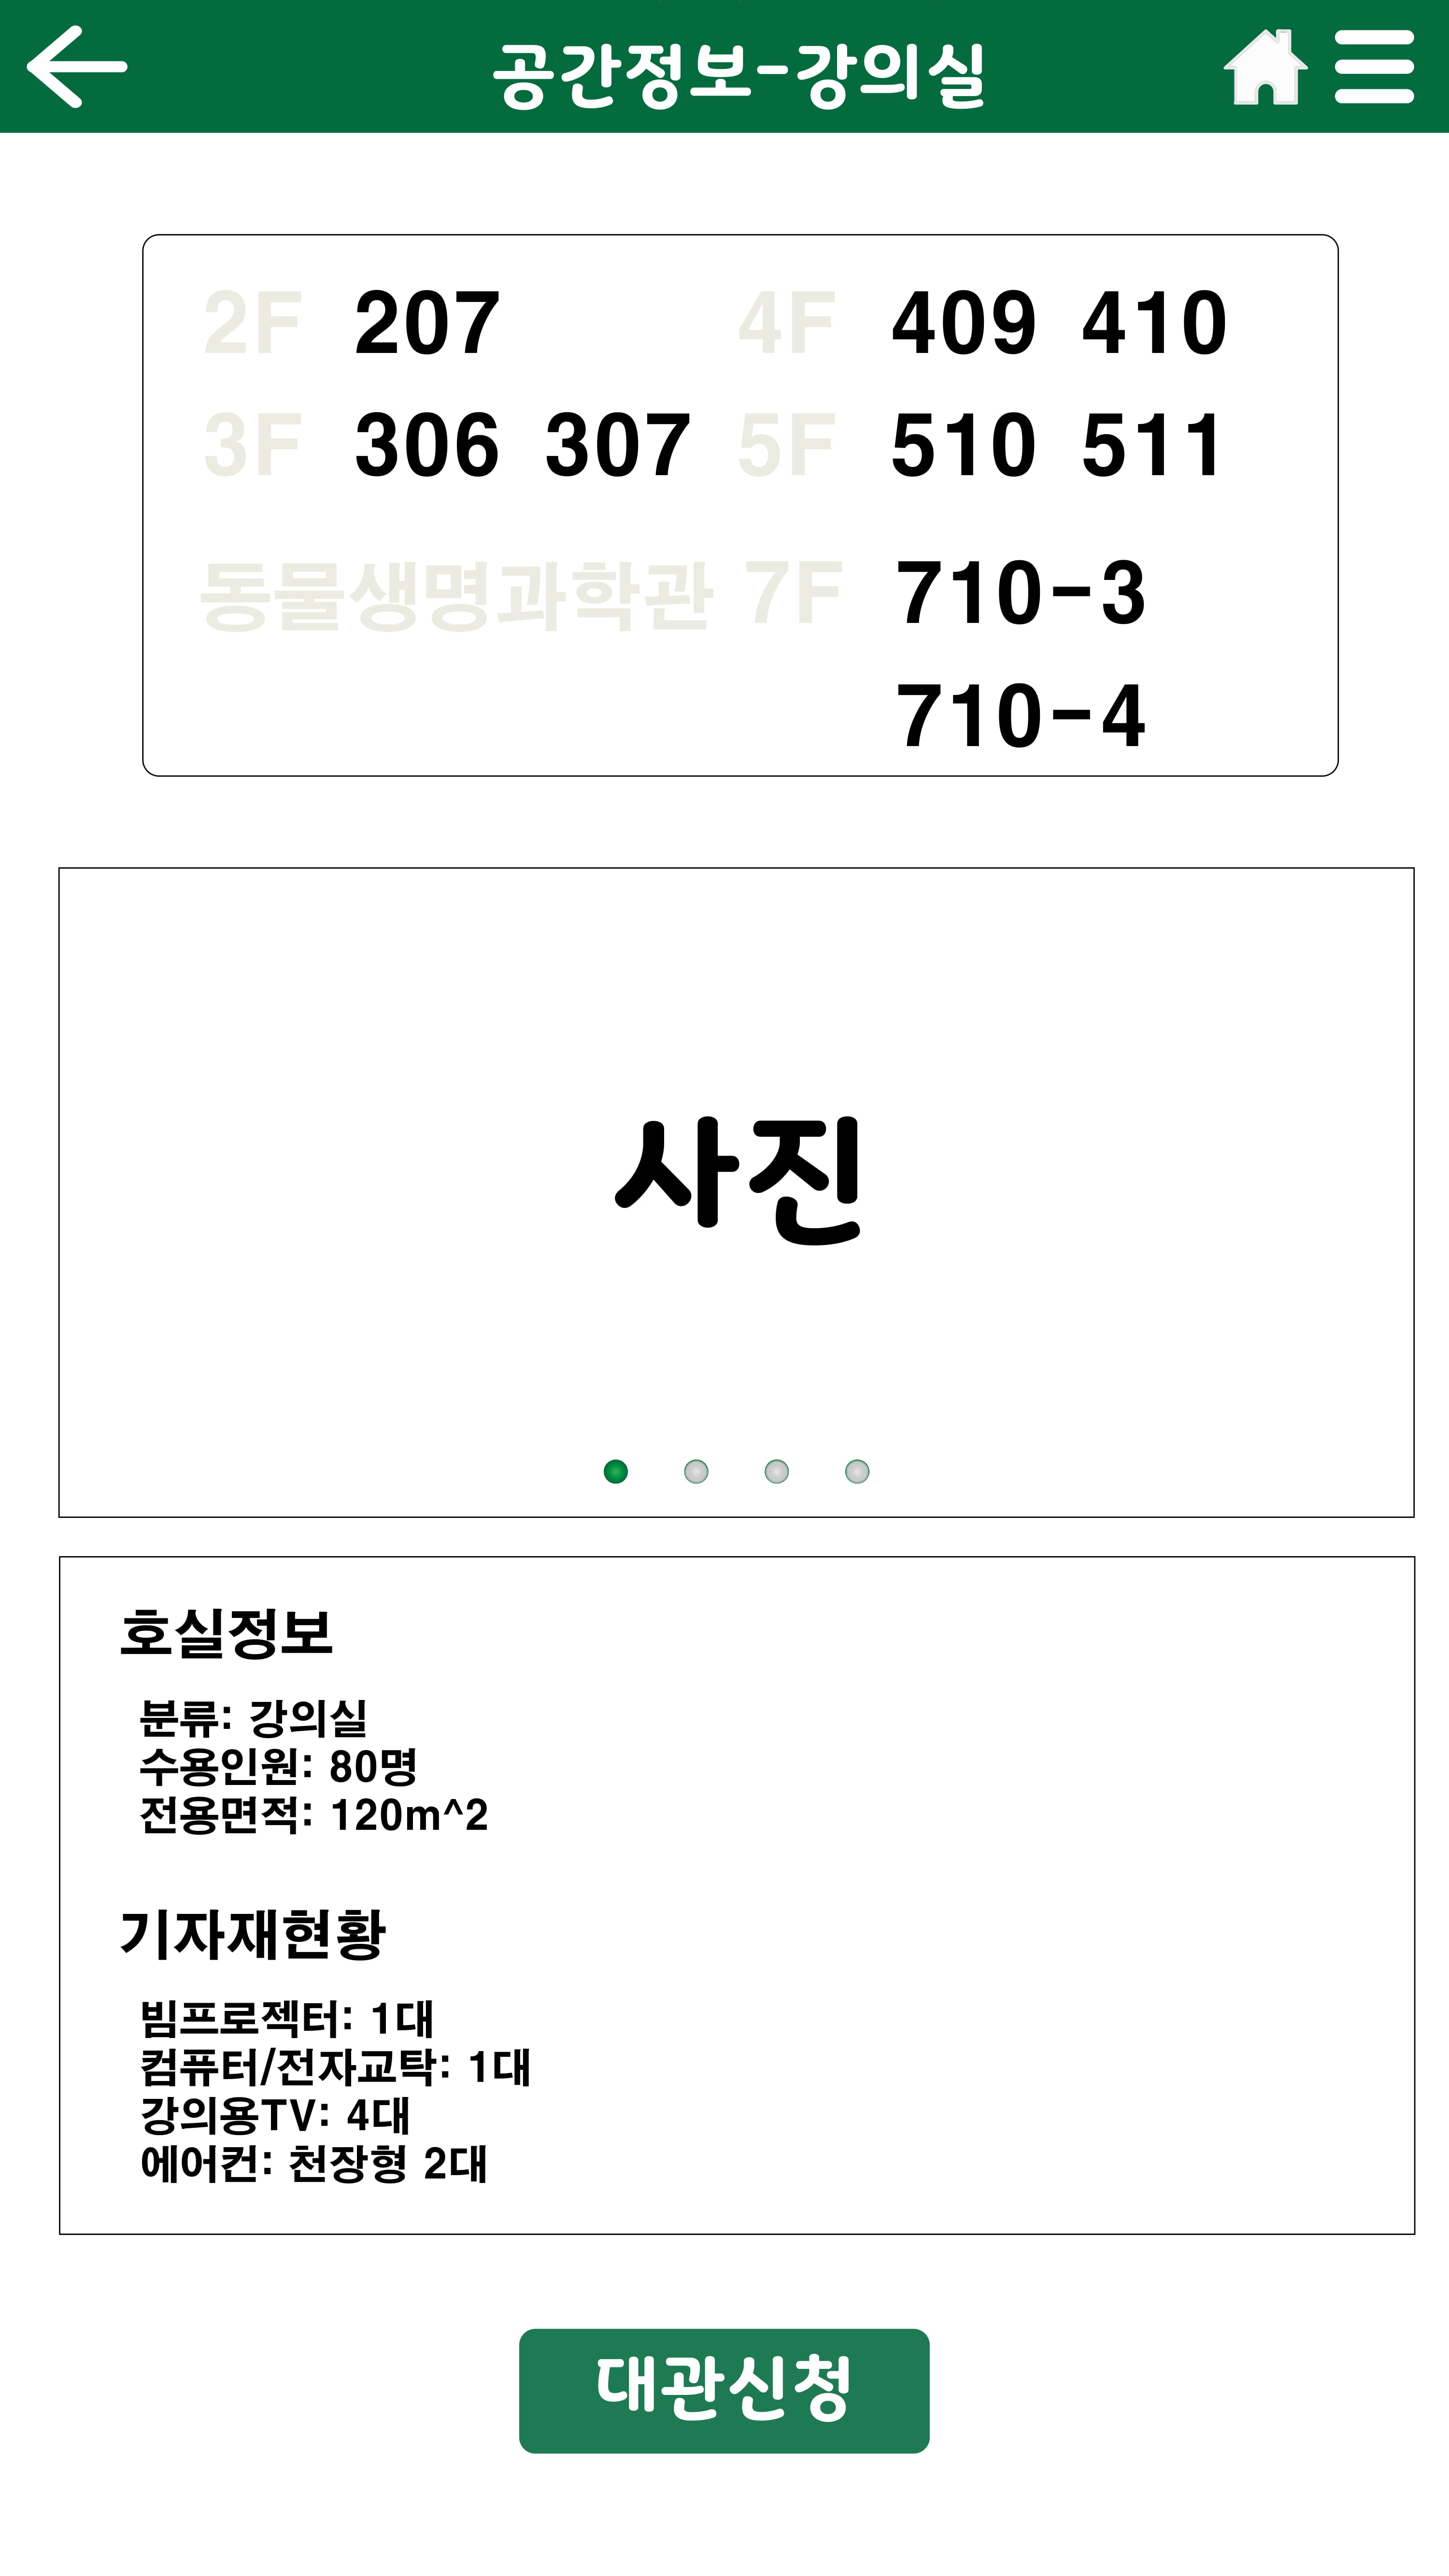 공간정보-강의실
2F 207 4F 409 410
3F 306 307 5F 510 511
동물생명과학관 7F 710-3
710-4
사진
호실정보
분류: 강의실
수용인원: 80명
전용면적: 120m^2
기자재현황
빔프로젝터: 1대
컴퓨터/전자교탁: 1대
강의용TV: 4대
에어컨: 천장형 2대
대관신청